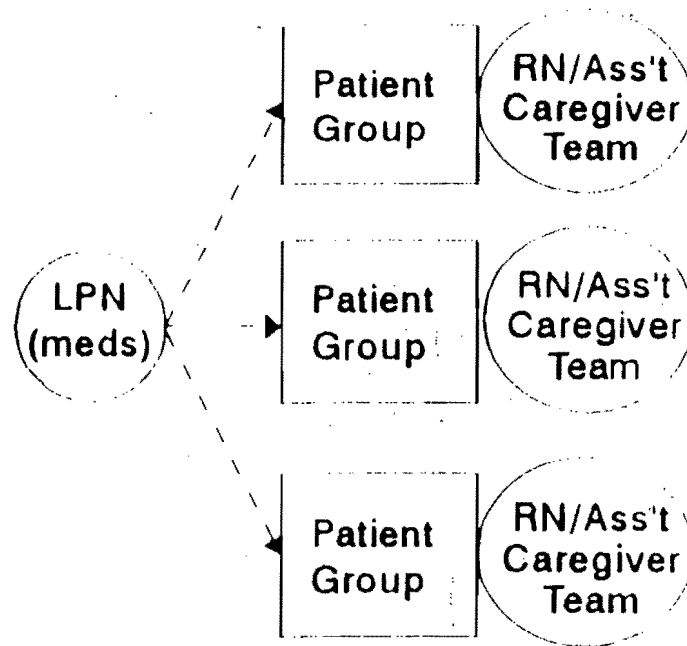 Patient
Group
RN/Ass't
Caregiver
Team
LPN
(meds)
Patient
Group
RN/Ass't
Caregiver
Team
Patient
Group
RN/Ass't
Caregiver
Team